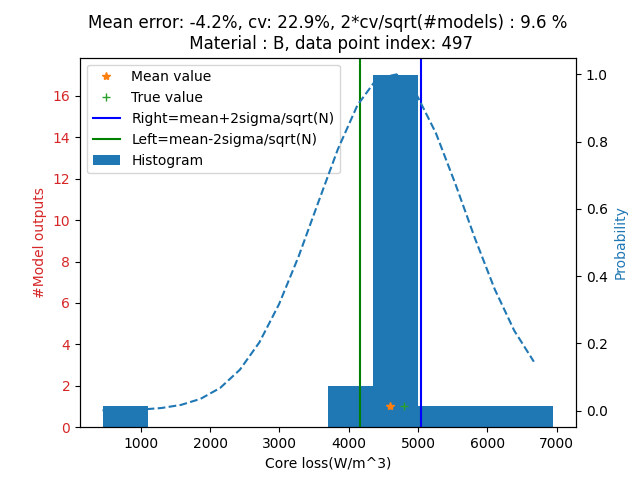 Mean error: -4.2%, cv: 22.9%, 2*cv/sqrt(#models) : 9.6 %
Material : B, data point index: 497
Mean value
True value
Right=mean+2sigma/sqrt(N)
Left=mean-2sigma/sqrt(N)
Histogram
#Model outputs
16
14
12
10
8
6
4
2
0
1.0
0.8
0.6
0.4
0.2
0.0
Probability
1000 2000 3000 4000 5000 6000 7000
Core loss(W/m^3)